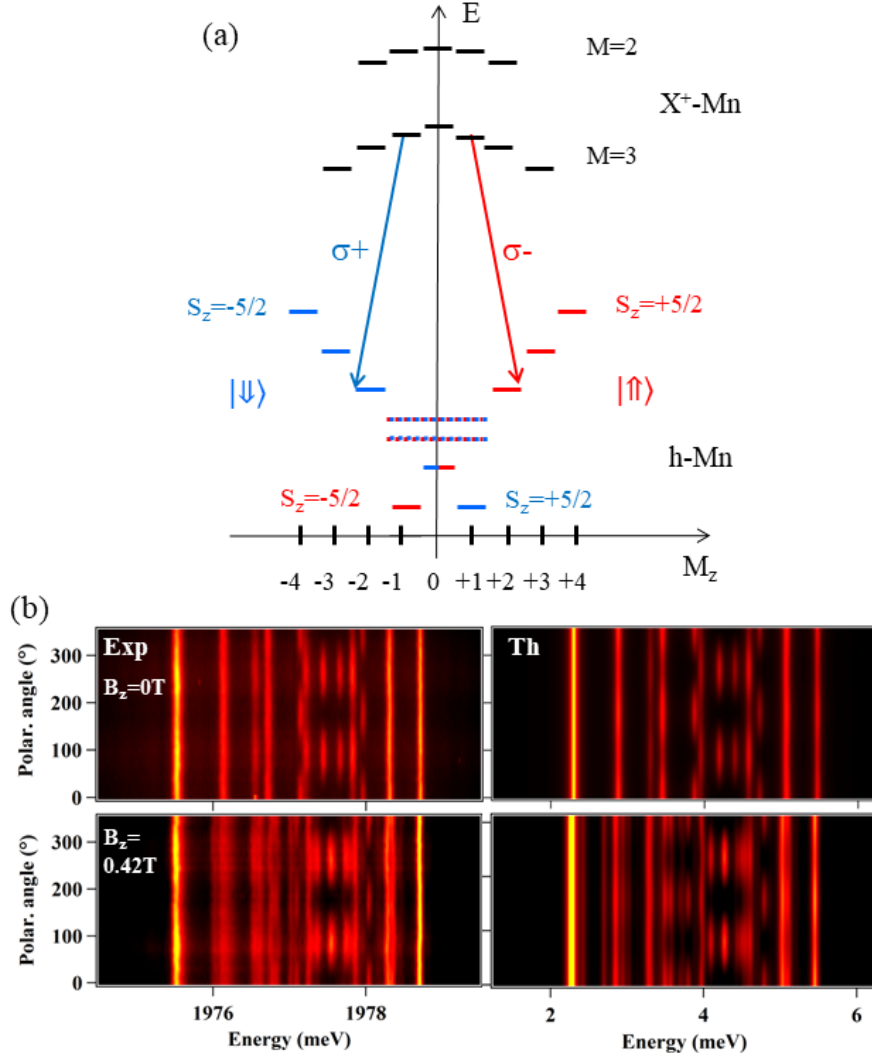 (a)
E
M=2
X⁺-Mn
M=3
σ+
σ-
S_z=-5/2
S_z=+5/2
|⇓⟩
|⇑⟩
h-Mn
S_z=-5/2
S_z=+5/2
-4 -3 -2 -1 0 +1 +2 +3 +4
M_z
(b)
Exp
B_z=0T
Th
Polar. angle (°)
300
200
100
0
B_z=
0.42T
Polar. angle (°)
300
200
100
0
1976 1978
Energy (meV)
2 4 6
Energy (meV)